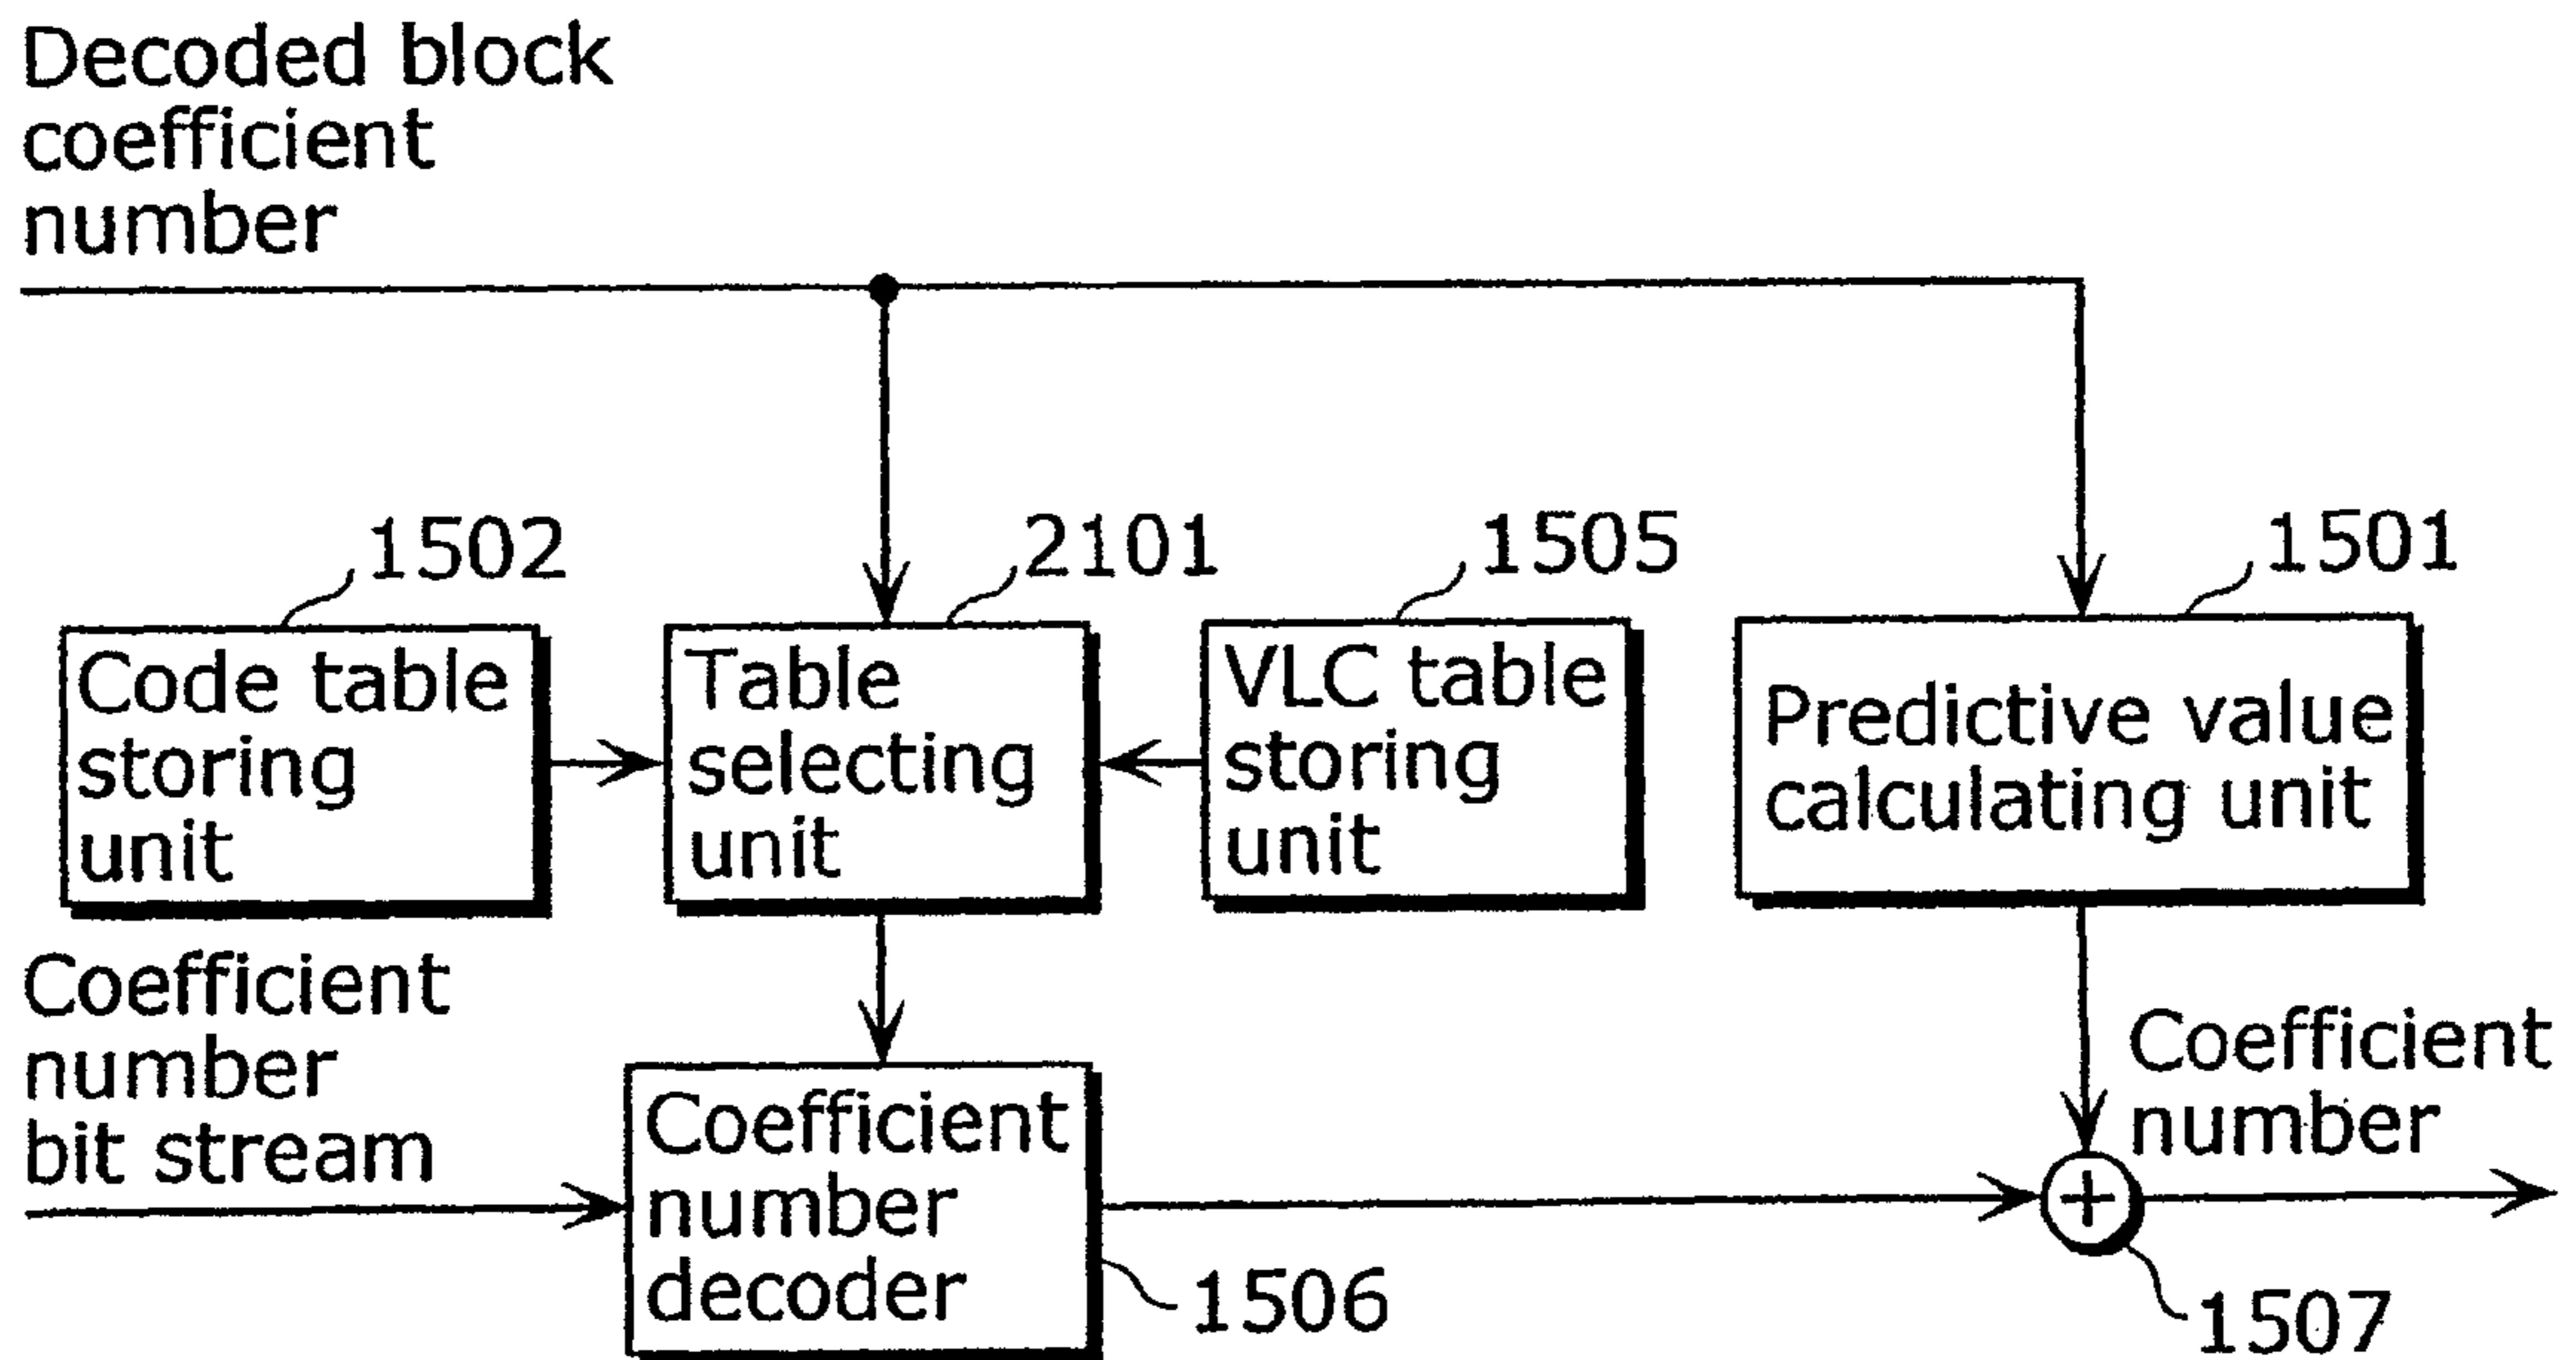 Decoded block
coefficient
number
1502
2101
1505
1501
Code table
storing
unit
Table
selecting
unit
VLC table
storing
unit
Predictive value
calculating unit
Coefficient
number
bit stream
Coefficient
number
decoder
1506
+
Coefficient
number
1507